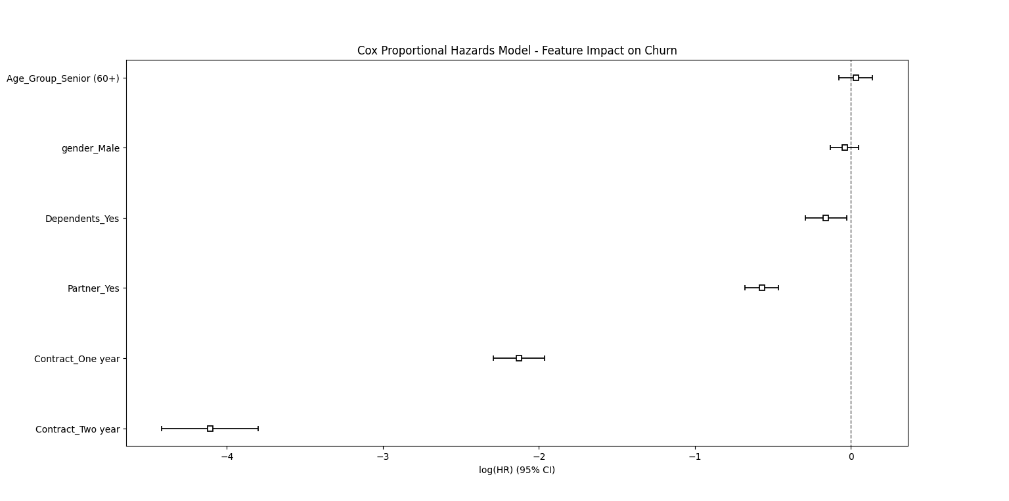 Cox Proportional Hazards Model - Feature Impact on Churn
Age_Group_Senior (60+)
gender_Male
Dependents_Yes
Partner_Yes
Contract_One year
Contract_Two year
−4 −3 −2 −1 0
log(HR) (95% CI)